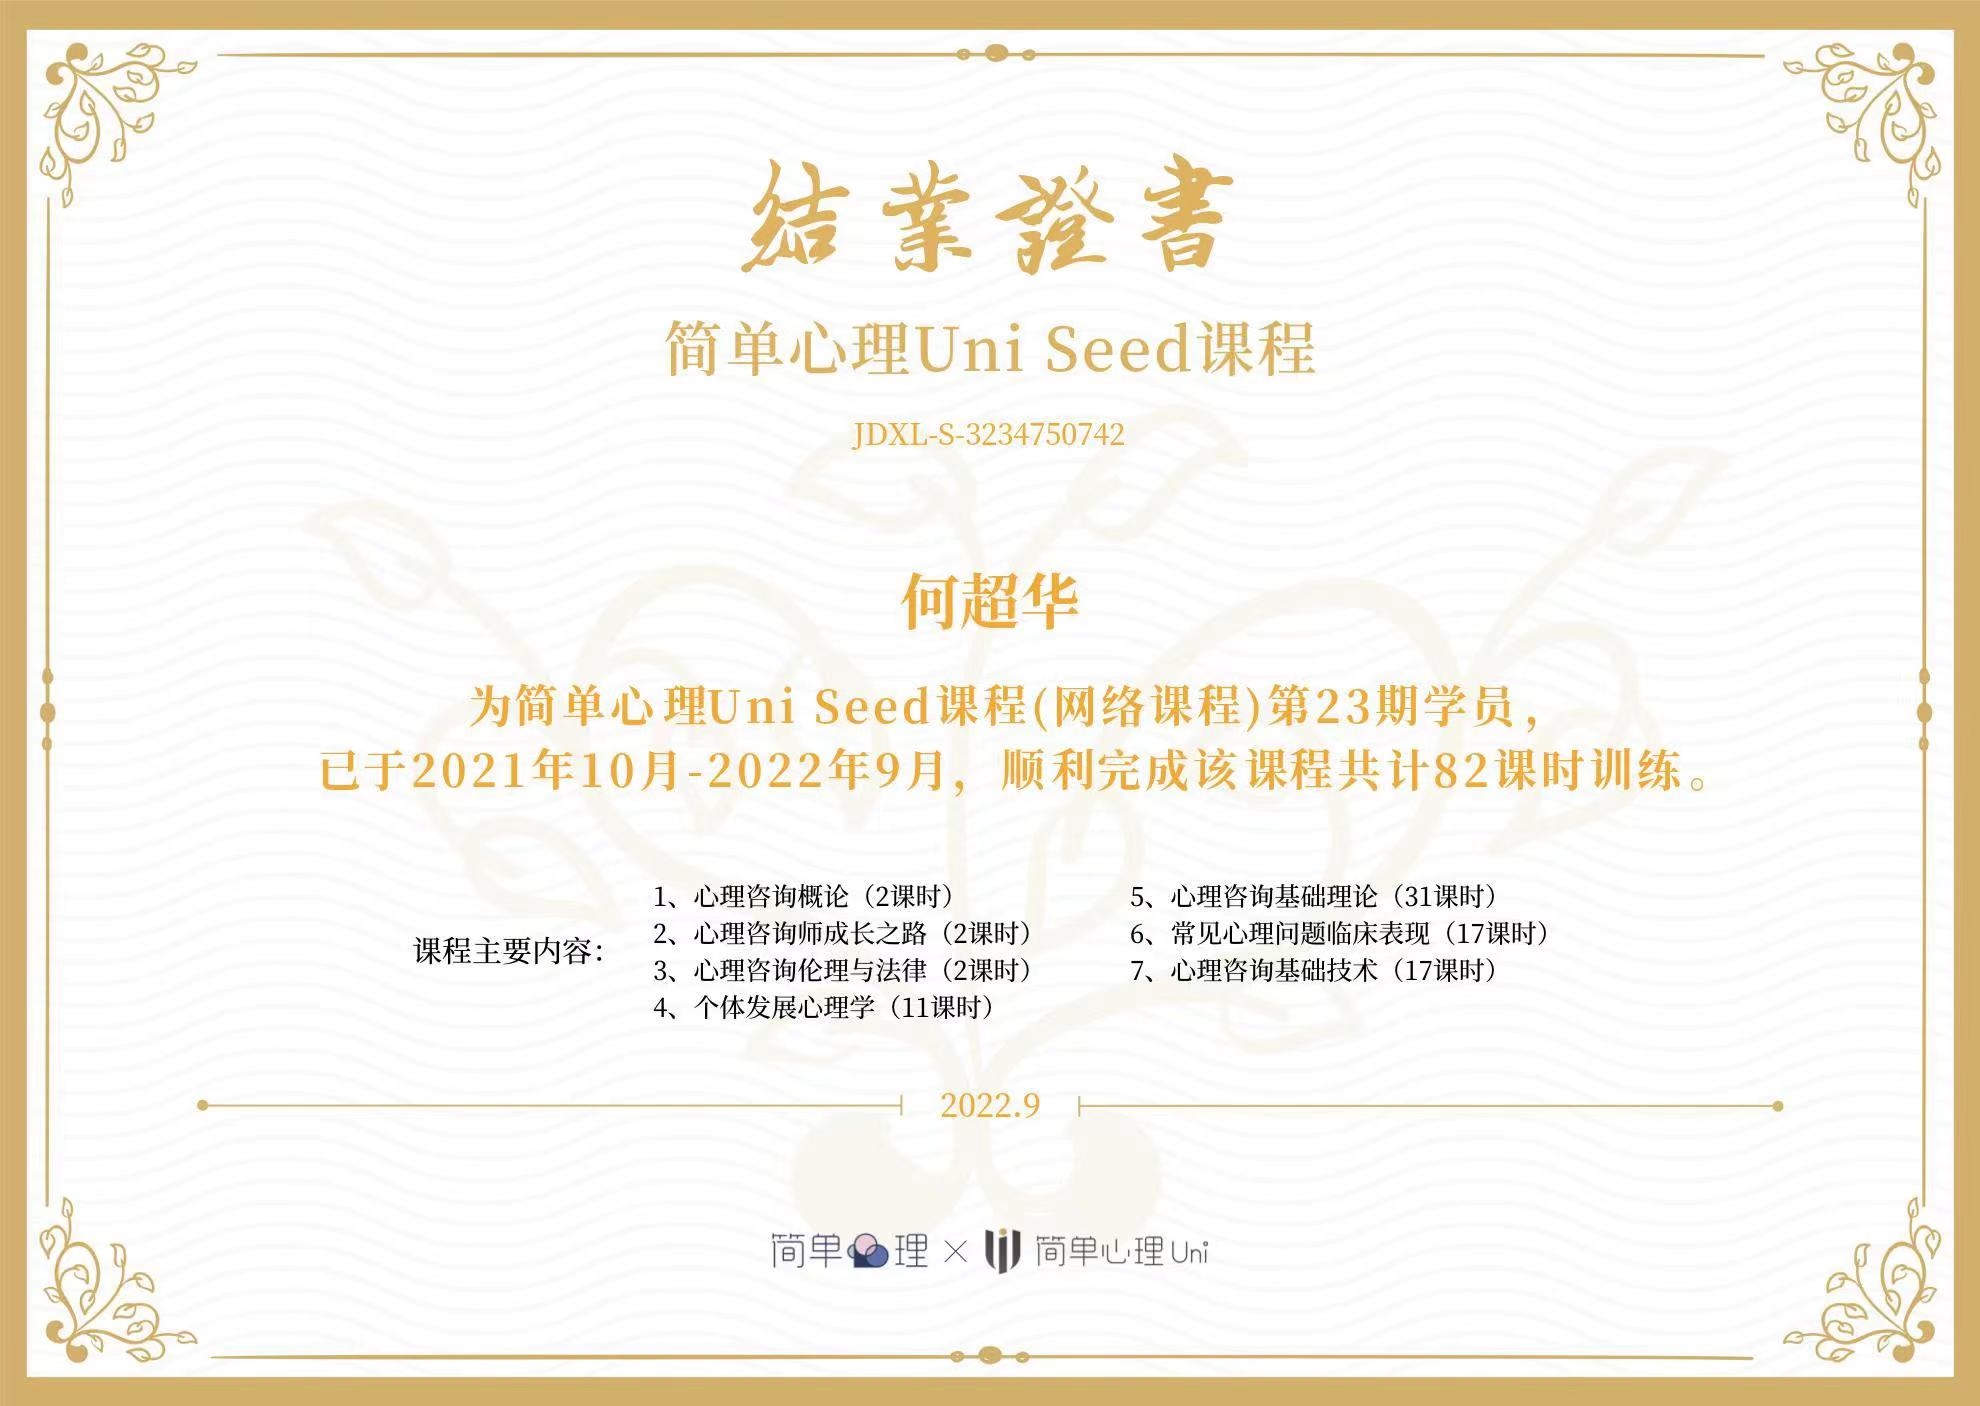 結業證書
简单心理Uni Seed课程
JDXL-S-3234750742
何超华
为简单心理Uni Seed课程(网络课程)第23期学员，
已于2021年10月-2022年9月，顺利完成该课程共计82课时训练。
课程主要内容：
1、心理咨询概论（2课时）
2、心理咨询师成长之路（2课时）
3、心理咨询伦理与法律（2课时）
4、个体发展心理学（11课时）
5、心理咨询基础理论（31课时）
6、常见心理问题临床表现（17课时）
7、心理咨询基础技术（17课时）
2022.9
简单心理 × 简单心理 Uni